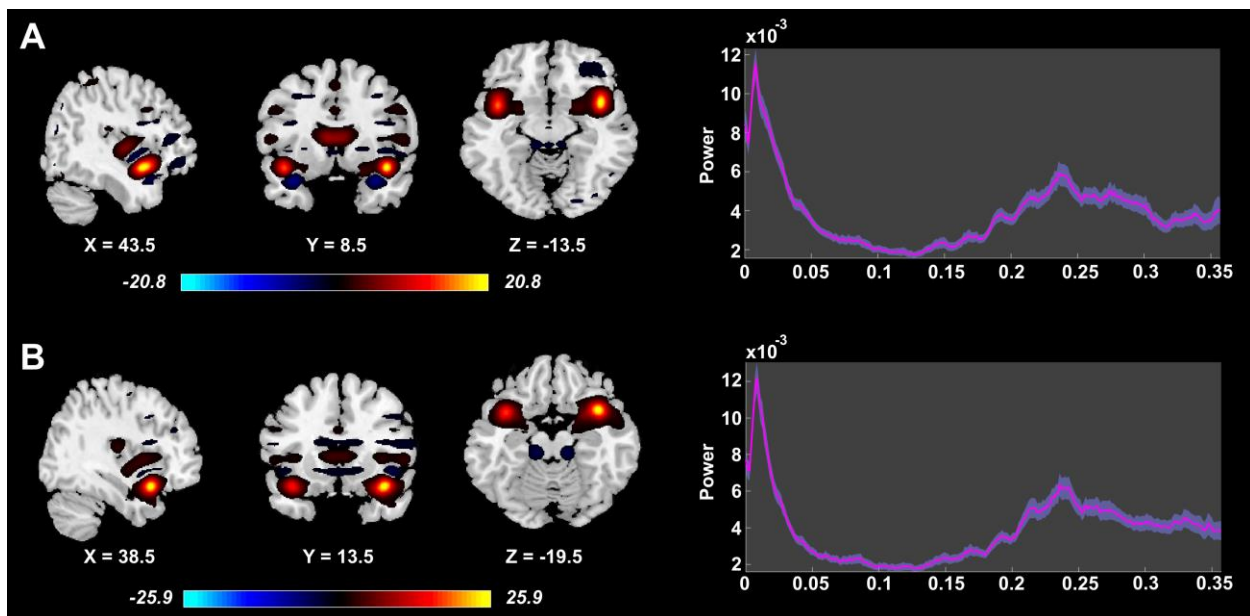 A
X = 43.5
Y = 8.5
Z = -13.5
-20.8
20.8
x10-3
Power
12
10
8
6
4
2
0
0.05
0.1
0.15
0.2
0.25
0.3
0.35
B
X = 38.5
Y = 13.5
Z = -19.5
-25.9
25.9
x10-3
Power
12
10
8
6
4
2
0
0.05
0.1
0.15
0.2
0.25
0.3
0.35